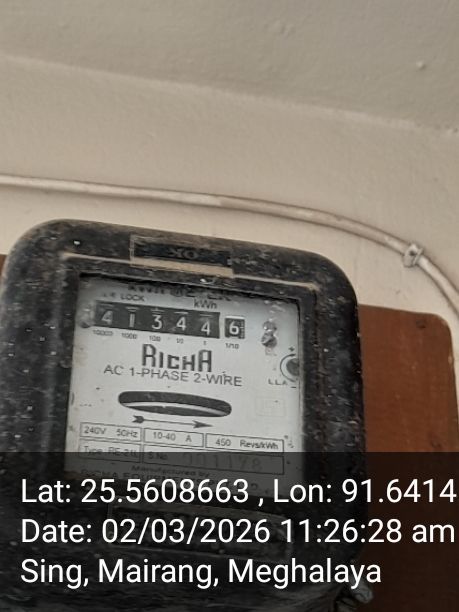 LOCK
kWh
4 1 3 4 4 6
10000 1000 100 10 1 1/10
RICHA
AC 1-PHASE 2-WIRE
240V 50Hz 10-40 A 450 Revs/kWh
Type S.No.
Manufactured by
Lat: 25.5608663 , Lon: 91.6414
Date: 02/03/2026 11:26:28 am
Sing, Mairang, Meghalaya